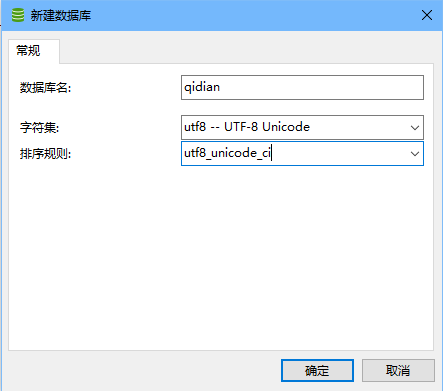 新建数据库
常规
数据库名: qidian
字符集: utf8 -- UTF-8 Unicode
排序规则: utf8_unicode_ci
确定 取消